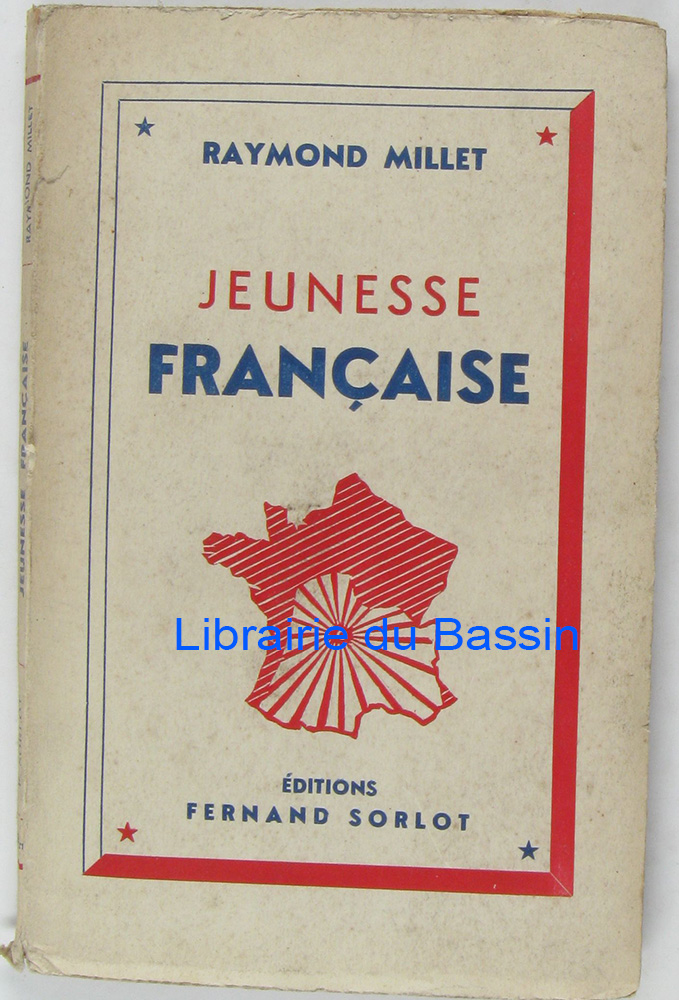 RAYMOND MILLET
JEUNESSE
FRANÇAISE
Librairie du Bassin
ÉDITIONS
FERNAND SORLOT
RAYMOND MILLET
JEUNESSE FRANÇAISE